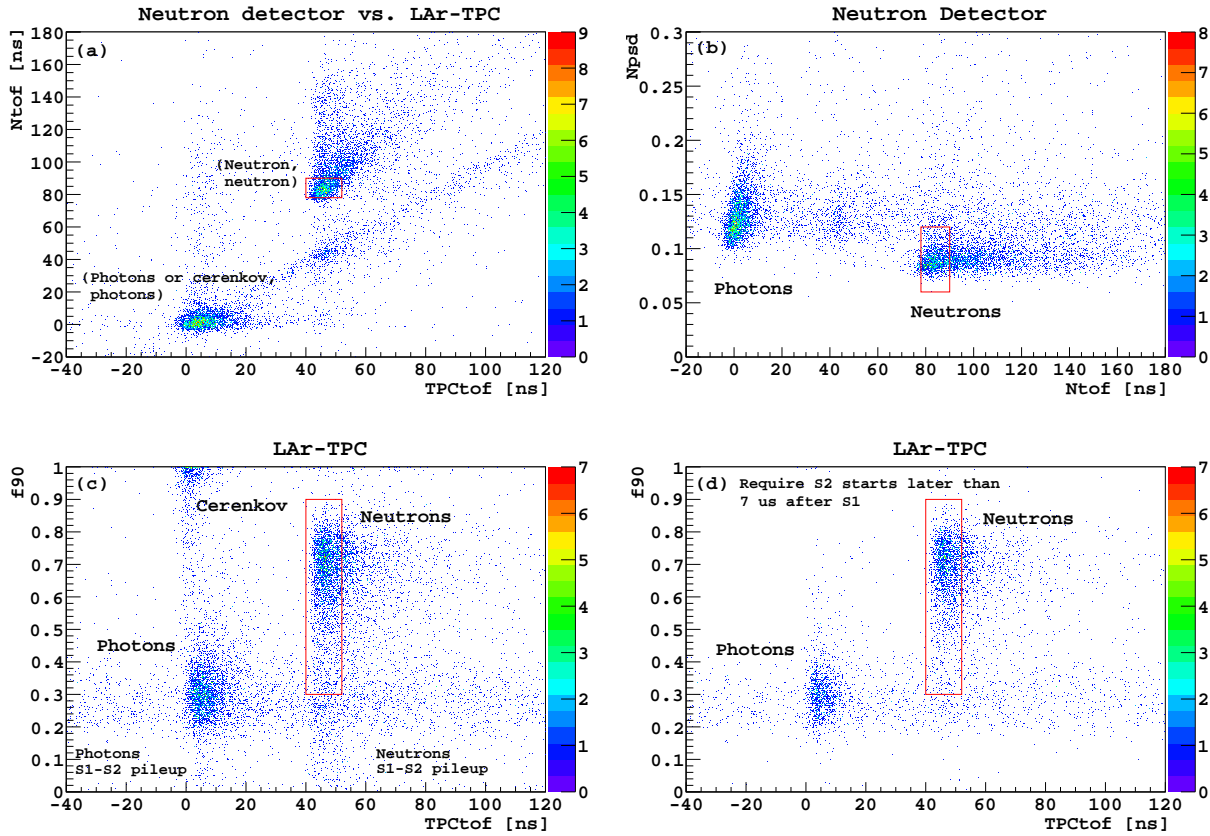 Neutron detector vs. LAr-TPC
Ntof [ns]
180
160
140
120
100
80
60
40
20
0
-20
(a)
(Neutron,
neutron)
(Photons or cerenkov,
photons)
-40 -20 0 20 40 60 80 100 120
TPCtof [ns]
9
8
7
6
5
4
3
2
1
0
Neutron Detector
Npsd
0.3
0.25
0.2
0.15
0.1
0.05
0
(b)
Photons
Neutrons
-20 0 20 40 60 80 100 120 140 160 180
Ntof [ns]
8
7
6
5
4
3
2
1
0
LAr-TPC
f90
1
0.9
0.8
0.7
0.6
0.5
0.4
0.3
0.2
0.1
0
(c)
Cerenkov
Neutrons
Photons
Photons
S1-S2 pileup
Neutrons
S1-S2 pileup
-40 -20 0 20 40 60 80 100 120
TPCtof [ns]
7
6
5
4
3
2
1
0
LAr-TPC
f90
1
0.9
0.8
0.7
0.6
0.5
0.4
0.3
0.2
0.1
0
(d) Require S2 starts later than
7 us after S1
Neutrons
Photons
-40 -20 0 20 40 60 80 100 120
TPCtof [ns]
7
6
5
4
3
2
1
0